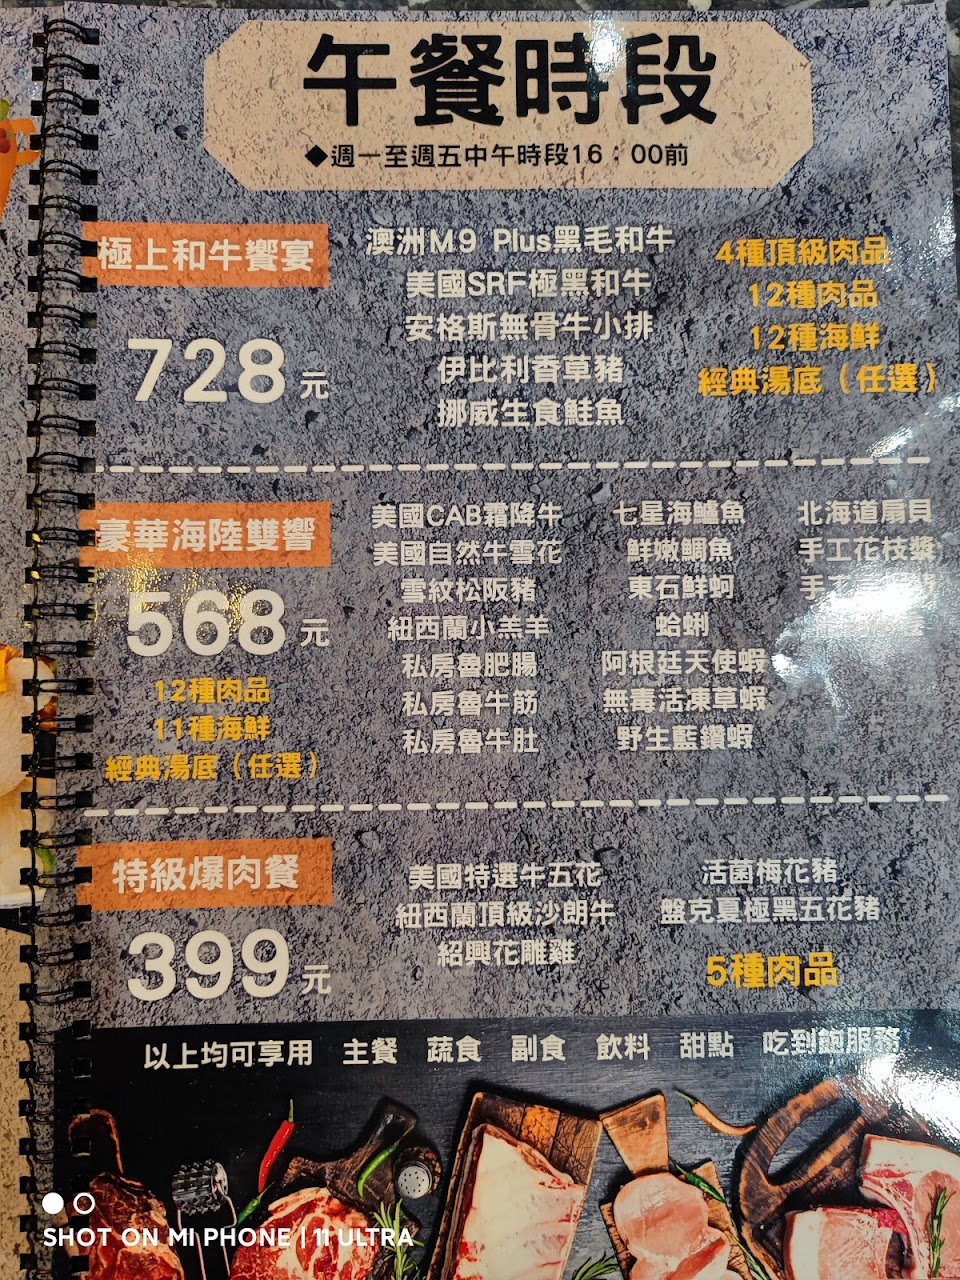 午餐時段
◆週一至週五中午時段16:00前
極上和牛饗宴
728元
澳洲M9 Plus黑毛和牛
美國SRF極黑和牛
安格斯無骨牛小排
伊比利香草豬
挪威生食鮭魚
4種頂級肉品
12種肉品
12種海鮮
經典湯底（任選）
豪華海陸雙響
568元
12種肉品
11種海鮮
經典湯底（任選）
美國CAB霜降牛
美國自然牛雪花
雪紋松阪豬
紐西蘭小羔羊
私房魯肥腸
私房魯牛筋
私房魯牛肚
七星海鱸魚
鮮嫩鯛魚
東石鮮蚵
蛤蜊
阿根廷天使蝦
無毒活凍草蝦
野生藍鑽蝦
北海道扇貝
手工花枝漿
手
特級爆肉餐
399元
美國特選牛五花
紐西蘭頂級沙朗牛
紹興花雕雞
活菌梅花豬
盤克夏極黑五花豬
5種肉品
以上均可享用 主餐 蔬食 副食 飲料 甜點 吃到飽服務
SHOT ON MI PHONE | 11 ULTRA